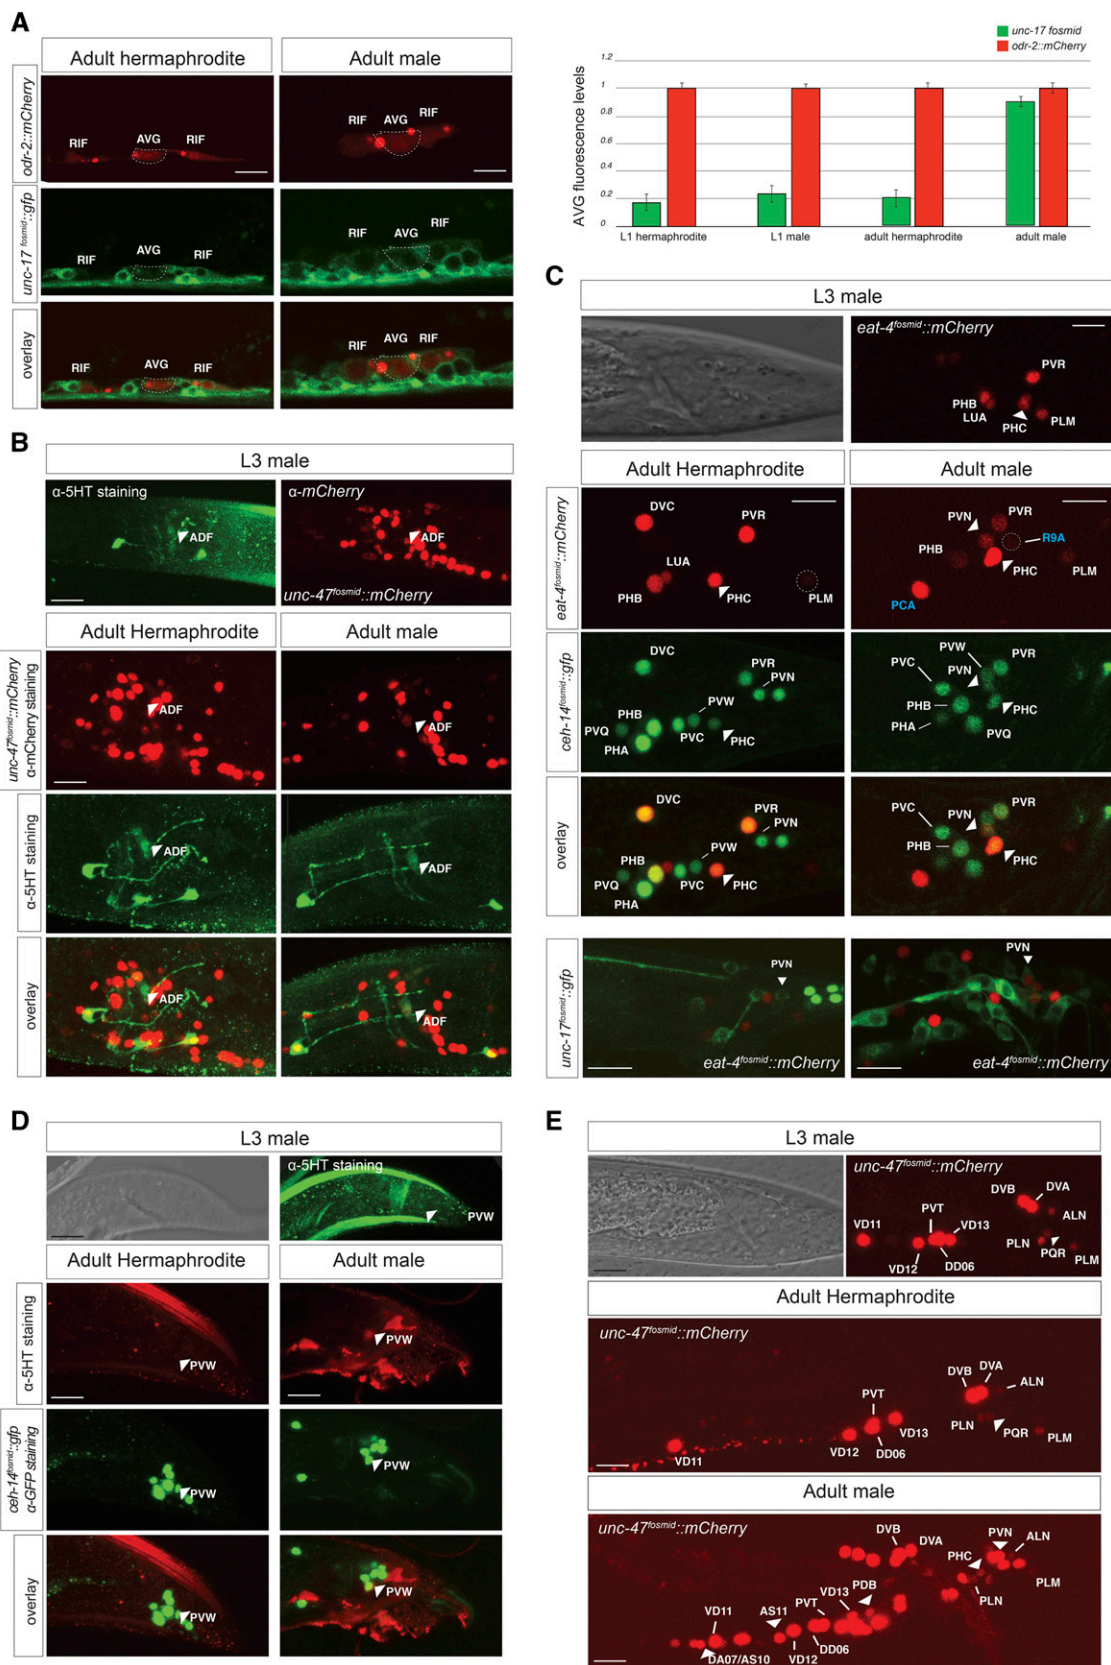 A
Adult hermaphrodite
Adult male
odr-2::mCherry
RIF
AVG
RIF
RIF
AVG
RIF
unc-17 fosmid::gfp
RIF
AVG
RIF
RIF
AVG
RIF
overlay
RIF
AVG
RIF
RIF
AVG
RIF
unc-17 fosmid
odr-2::mCherry
AVG fluorescence levels
1.2
1
0.8
0.6
0.4
0.2
0
L1 hermaphrodite
L1 male
adult hermaphrodite
adult male
B
L3 male
α-5HT staining
ADF
α-mCherry
ADF
unc-47fosmid::mCherry
Adult Hermaphrodite
Adult male
unc-47fosmid::mCherry
α-mCherry staining
ADF
ADF
α-5HT staining
ADF
ADF
overlay
ADF
ADF
C
L3 male
eat-4fosmid::mCherry
PVR
PHB
LUA
PHC
PLM
Adult Hermaphrodite
Adult male
eat-4fosmid::mCherry
DVC
PVR
LUA
PHB
PHC
PLM
PVR
PVN
R9A
PHB
PHC
PLM
PCA
ceh-14fosmid::gfp
DVC
PVR
PVN
PVW
PHB
PVQ
PVC
PHC
PHA
PVW
PVR
PVC
PVN
PHB
PHC
PHA
PVQ
overlay
DVC
PVR
PVN
PVW
PHB
PVQ
PVC
PHC
PHA
PVC
PVN
PVR
PHB
PHC
unc-17fosmid::gfp
PVN
eat-4fosmid::mCherry
PVN
eat-4fosmid::mCherry
D
L3 male
α-5HT staining
PVW
Adult Hermaphrodite
Adult male
α-5HT staining
PVW
PVW
ceh-14fosmid::gfp
α-GFP staining
PVW
PVW
overlay
PVW
PVW
E
L3 male
unc-47fosmid::mCherry
DVB
DVA
PVT
ALN
VD11
VD13
PLN
PQR
PLM
VD12
DD06
Adult Hermaphrodite
unc-47fosmid::mCherry
DVB
DVA
ALN
PVT
PLN
PQR
PLM
VD13
VD12
DD06
VD11
Adult male
unc-47fosmid::mCherry
DVB
DVA
PVN
ALN
PHC
PLM
PLN
PDB
VD13
PVT
AS11
VD11
DD06
VD12
DA07/AS10